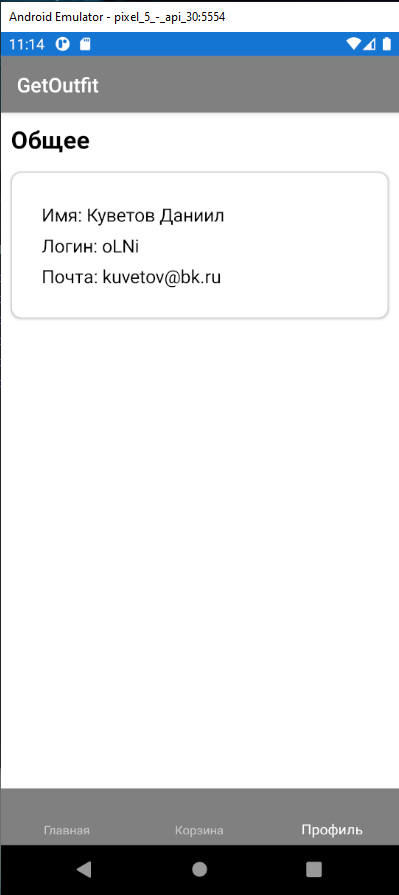 Android Emulator - pixel_5_-_api_30:5554
11:14
GetOutfit
Общее
Имя: Куветов Даниил
Логин: oLNi
Почта: kuvetov@bk.ru
Главная Корзина Профиль